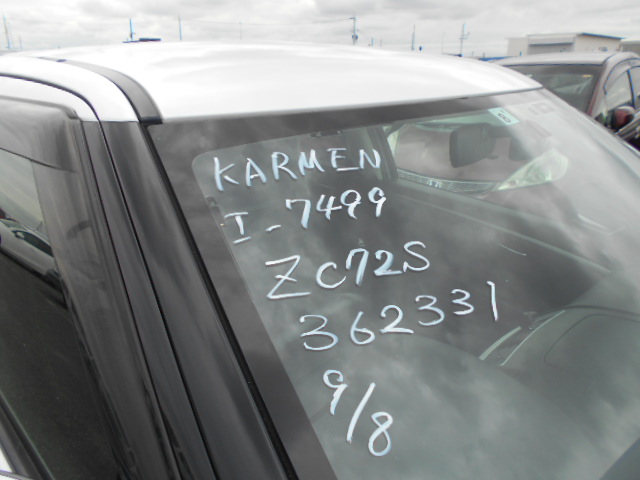 KARMEN
I-7499
ZC72S
362331
9/8